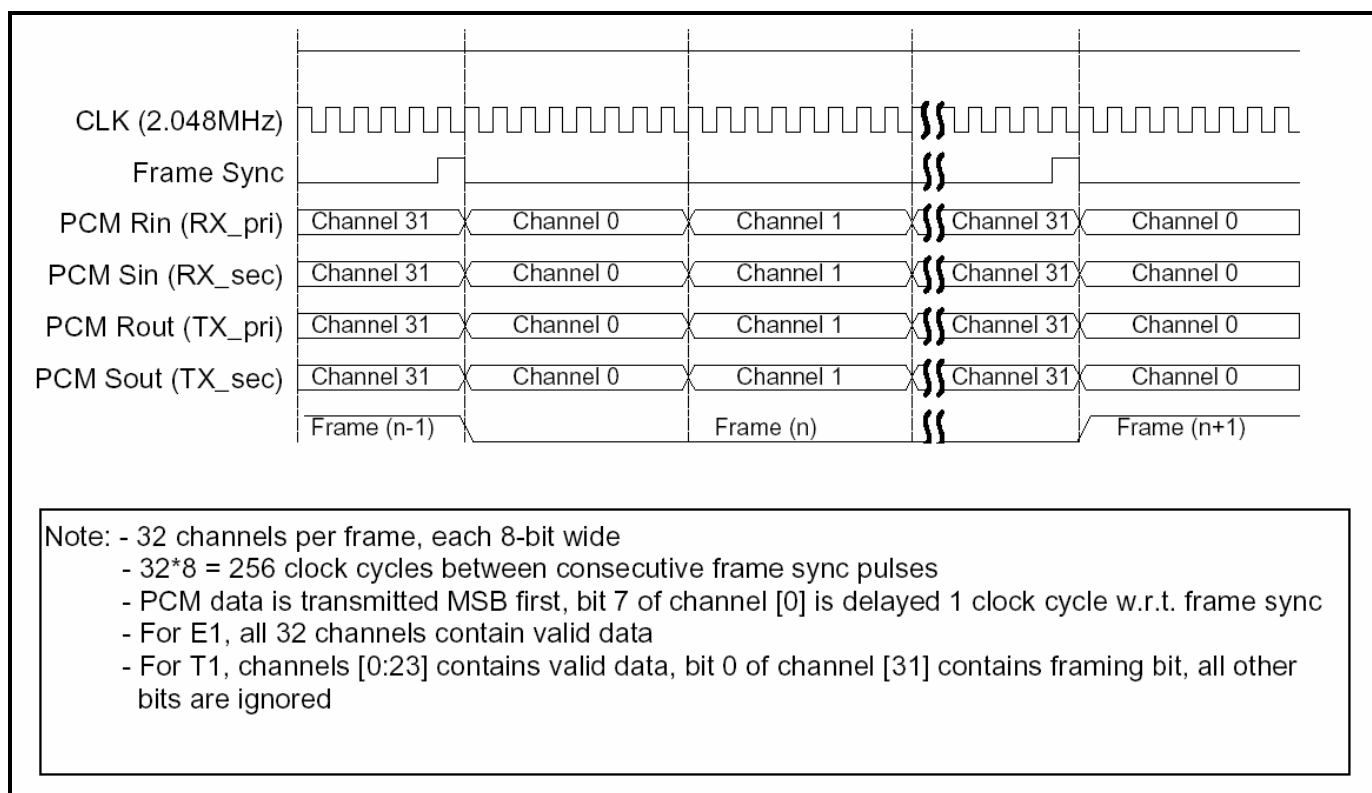 CLK (2.048MHz)
Frame Sync
PCM Rin (RX_pri) Channel 31 Channel 0 Channel 1 Channel 31 Channel 0
PCM Sin (RX_sec) Channel 31 Channel 0 Channel 1 Channel 31 Channel 0
PCM Rout (TX_pri) Channel 31 Channel 0 Channel 1 Channel 31 Channel 0
PCM Sout (TX_sec) Channel 31 Channel 0 Channel 1 Channel 31 Channel 0
Frame (n-1) Frame (n) Frame (n+1)
Note: - 32 channels per frame, each 8-bit wide
- 32*8 = 256 clock cycles between consecutive frame sync pulses
- PCM data is transmitted MSB first, bit 7 of channel [0] is delayed 1 clock cycle w.r.t. frame sync
- For E1, all 32 channels contain valid data
- For T1, channels [0:23] contains valid data, bit 0 of channel [31] contains framing bit, all other
bits are ignored